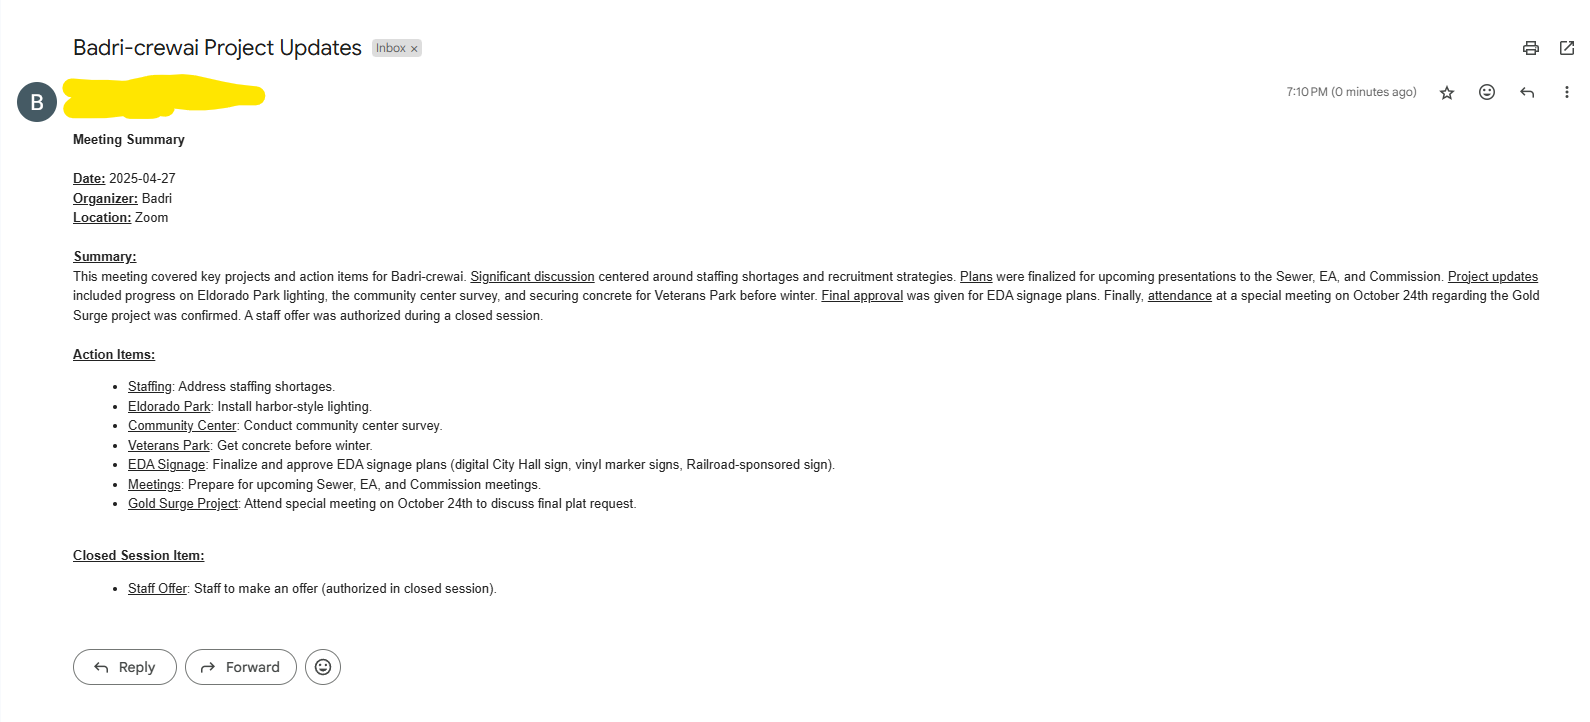 Badri-crewai Project Updates Inbox ×
B
7:10 PM (0 minutes ago)
Meeting Summary
Date: 2025-04-27
Organizer: Badri
Location: Zoom
Summary:
This meeting covered key projects and action items for Badri-crewai. Significant discussion centered around staffing shortages and recruitment strategies. Plans were finalized for upcoming presentations to the Sewer, EA, and Commission. Project updates
included progress on Eldorado Park lighting, the community center survey, and securing concrete for Veterans Park before winter. Final approval was given for EDA signage plans. Finally, attendance at a special meeting on October 24th regarding the Gold
Surge project was confirmed. A staff offer was authorized during a closed session.
Action Items:
• Staffing: Address staffing shortages.
• Eldorado Park: Install harbor-style lighting.
• Community Center: Conduct community center survey.
• Veterans Park: Get concrete before winter.
• EDA Signage: Finalize and approve EDA signage plans (digital City Hall sign, vinyl marker signs, Railroad-sponsored sign).
• Meetings: Prepare for upcoming Sewer, EA, and Commission meetings.
• Gold Surge Project: Attend special meeting on October 24th to discuss final plat request.
Closed Session Item:
• Staff Offer: Staff to make an offer (authorized in closed session).
Reply Forward